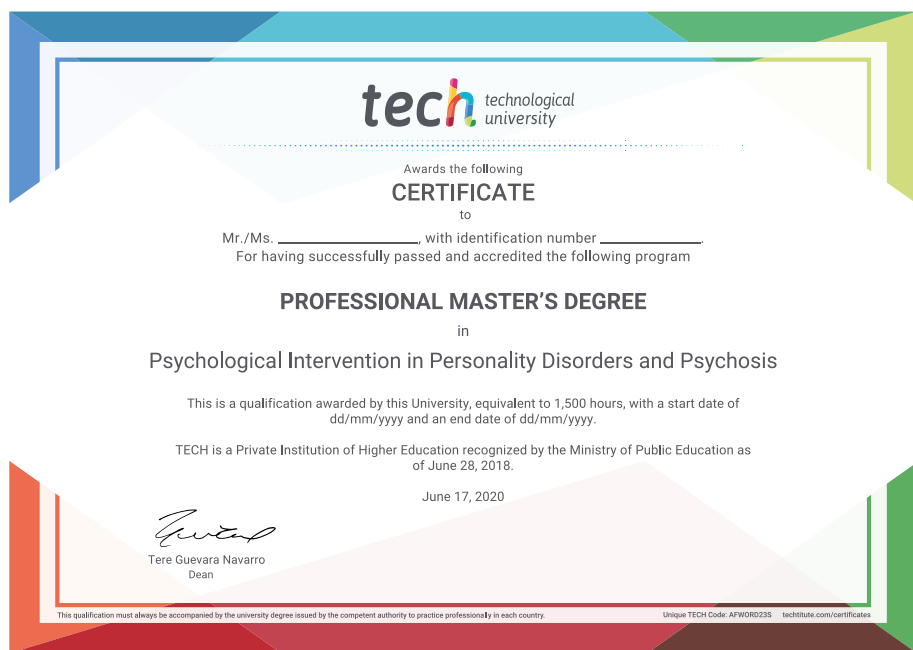 tech technological
university
Awards the following
CERTIFICATE
to
Mr./Ms. ____________________, with identification number ______________.
For having successfully passed and accredited the following program
PROFESSIONAL MASTER'S DEGREE
in
Psychological Intervention in Personality Disorders and Psychosis
This is a qualification awarded by this University, equivalent to 1,500 hours, with a start date of
dd/mm/yyyy and an end date of dd/mm/yyyy.
TECH is a Private Institution of Higher Education recognized by the Ministry of Public Education as
of June 28, 2018.
June 17, 2020
Tere Guevara Navarro
Dean
This qualification must always be accompanied by the university degree issued by the competent authority to practice professionally in each country.
Unique TECH Code: AFWORD23S techtitute.com/certificates